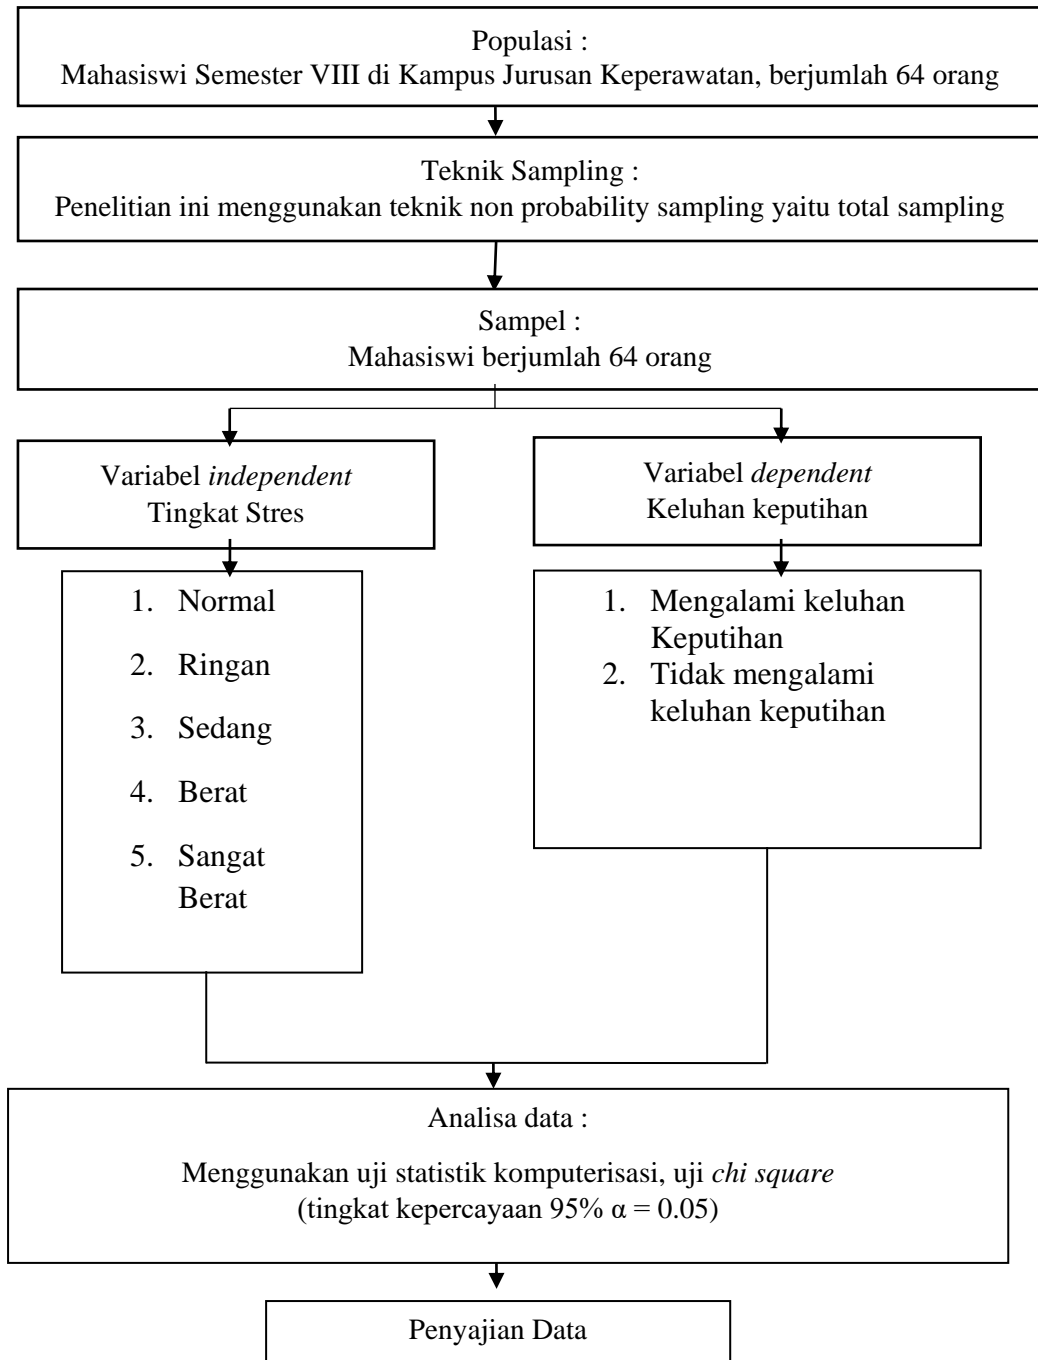 Populasi :
Mahasiswi Semester VIII di Kampus Jurusan Keperawatan, berjumlah 64 orang
Teknik Sampling :
Penelitian ini menggunakan teknik non probability sampling yaitu total sampling
Sampel :
Mahasiswi berjumlah 64 orang
Variabel independent
Tingkat Stres
Variabel dependent
Keluhan keputihan
1. Normal
2. Ringan
3. Sedang
4. Berat
5. Sangat
Berat
1. Mengalami keluhan
Keputihan
2. Tidak mengalami
keluhan keputihan
Analisa data :
Menggunakan uji statistik komputerisasi, uji chi square
(tingkat kepercayaan 95% α = 0.05)
Penyajian Data